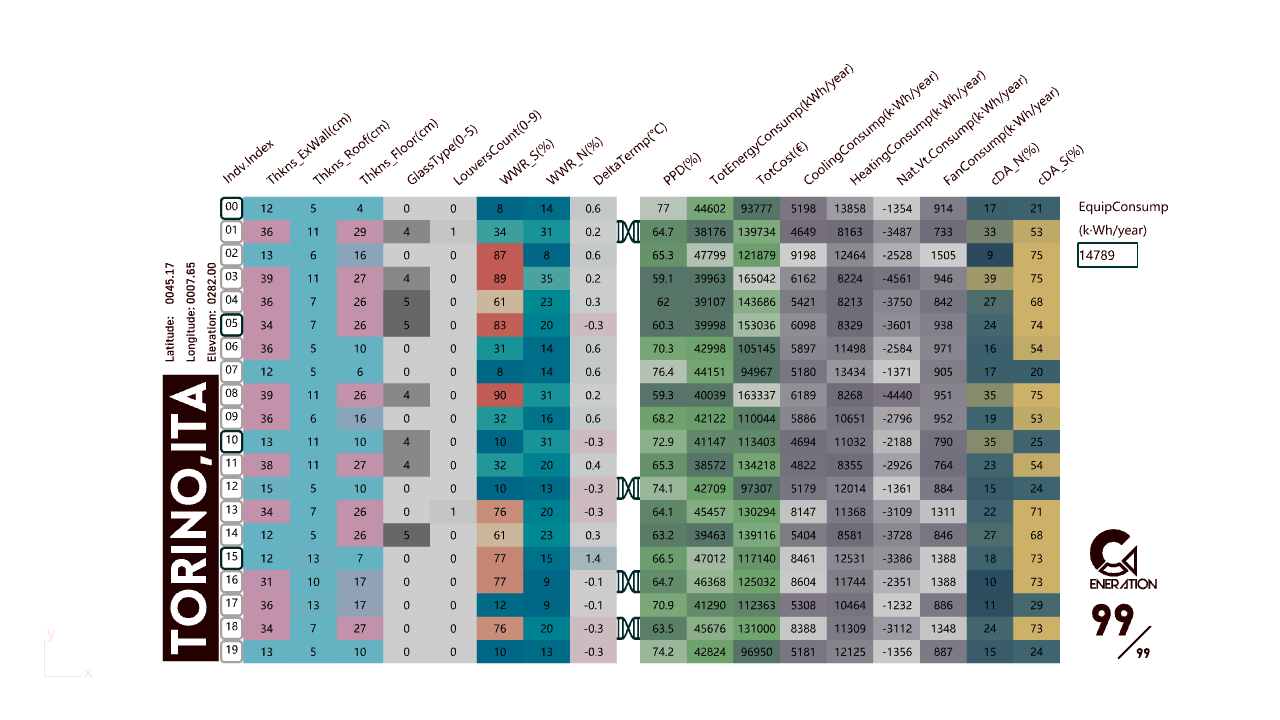 Indv.Index Thkns_ExWall(cm) Thkns_Roof(cm) Thkns_Floor(cm) GlassType(0-5) LouversCount(0-9) WWR_S(%) WWR_N(%) DeltaTermp(°C) PPD(%) TotEnergyConsump(kWh/year) TotCost(€) CoolingConsump(k·Wh/year) HeatingConsump(k·Wh/year) Nat.Vt.Consump(k·Wh/year) FanConsump(k·Wh/year) cDA_N(%) cDA_S(%)
00 12 5 4 0 0 8 14 0.6 77 44602 93777 5198 13858 -1354 914 17 21
01 36 11 29 4 1 34 31 0.2 64.7 38176 139734 4649 8163 -3487 733 33 53
02 13 6 16 0 0 87 8 0.6 65.3 47799 121879 9198 12464 -2528 1505 9 75
03 39 11 27 4 0 89 35 0.2 59.1 39963 165042 6162 8224 -4561 946 39 75
04 36 7 26 5 0 61 23 0.3 62 39107 143686 5421 8213 -3750 842 27 68
05 34 7 26 5 0 83 20 -0.3 60.3 39998 153036 6098 8329 -3601 938 24 74
06 36 5 10 0 0 31 14 0.6 70.3 42998 105145 5897 11498 -2584 971 16 54
07 12 5 6 0 0 8 14 0.6 76.4 44151 94967 5180 13434 -1371 905 17 20
08 39 11 26 4 0 90 31 0.2 59.3 40039 163337 6189 8268 -4440 951 35 75
09 36 6 16 0 0 32 16 0.6 68.2 42122 110044 5886 10651 -2796 952 19 53
10 13 11 10 4 0 10 31 -0.3 72.9 41147 113403 4694 11032 -2188 790 35 25
11 38 11 27 4 0 32 20 0.4 65.3 38572 134218 4822 8355 -2926 764 23 54
12 15 5 10 0 0 10 13 -0.3 74.1 42709 97307 5179 12014 -1361 884 15 24
13 34 7 26 0 1 76 20 -0.3 64.1 45457 130294 8147 11368 -3109 1311 22 71
14 12 5 26 5 0 61 23 0.3 63.2 39463 139116 5404 8581 -3728 846 27 68
15 12 13 7 0 0 77 15 1.4 66.5 47012 117140 8461 12531 -3386 1388 18 73
16 31 10 17 0 0 77 9 -0.1 64.7 46368 125032 8604 11744 -2351 1388 10 73
17 36 13 17 0 0 12 9 -0.1 70.9 41290 112363 5308 10464 -1232 886 11 29
18 34 7 27 0 0 76 20 -0.3 63.5 45676 131000 8388 11309 -3112 1348 24 73
19 13 5 10 0 0 10 13 -0.3 74.2 42824 96950 5181 12125 -1356 887 15 24
Latitude: 0045.17
Longitude: 0007.65
Elevation: 0282.00
TORINO,ITA
EquipConsump
(k·Wh/year)
14789
ENERATION
99/99
y
x